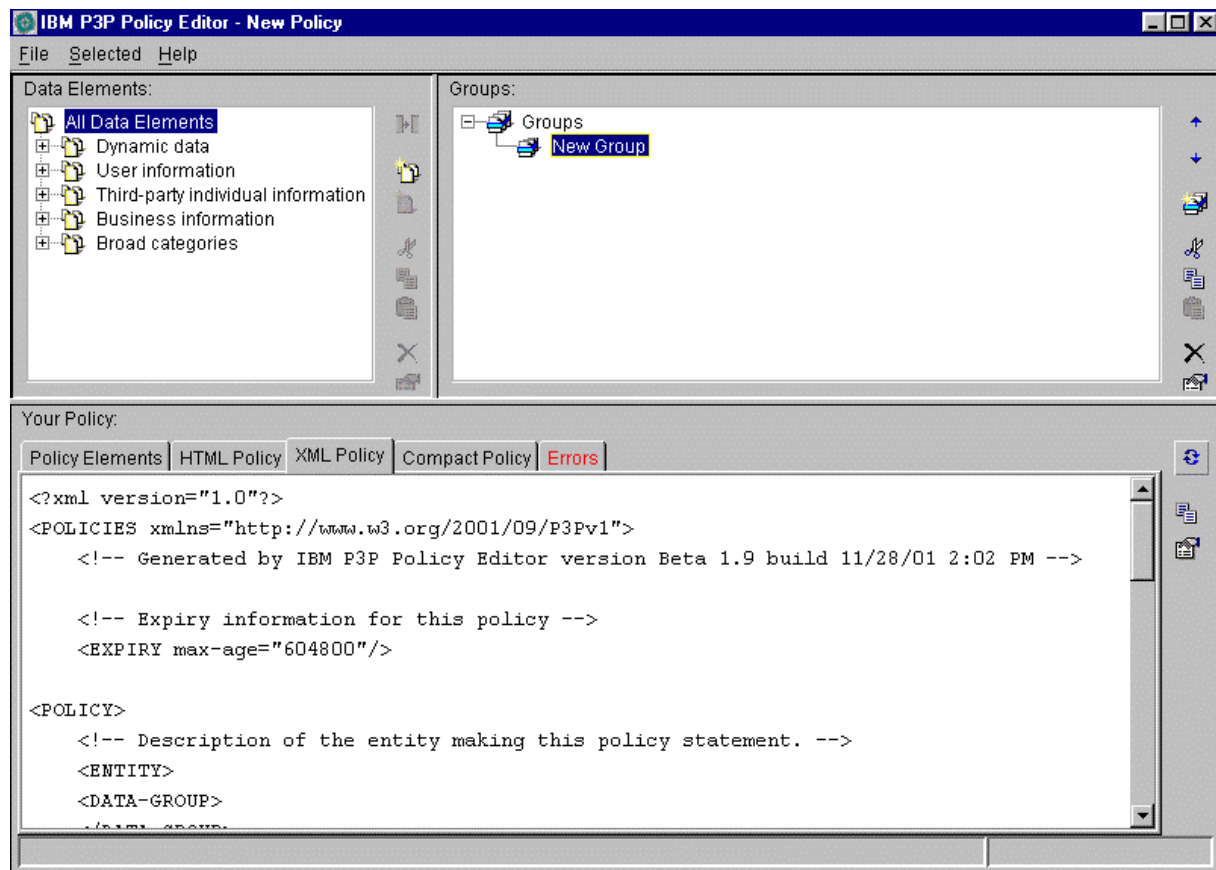 IBM P3P Policy Editor - New Policy
File Selected Help
Data Elements:
All Data Elements
Dynamic data
User information
Third-party individual information
Business information
Broad categories
Groups:
Groups
New Group
Your Policy:
Policy Elements HTML Policy XML Policy Compact Policy Errors
<?xml version="1.0"?>
<POLICIES xmlns="http://www.w3.org/2001/09/P3Pv1">
<!-- Generated by IBM P3P Policy Editor version Beta 1.9 build 11/28/01 2:02 PM -->
<!-- Expiry information for this policy -->
<EXPIRY max-age="604800"/>
<POLICY>
<!-- Description of the entity making this policy statement. -->
<ENTITY>
<DATA-GROUP>